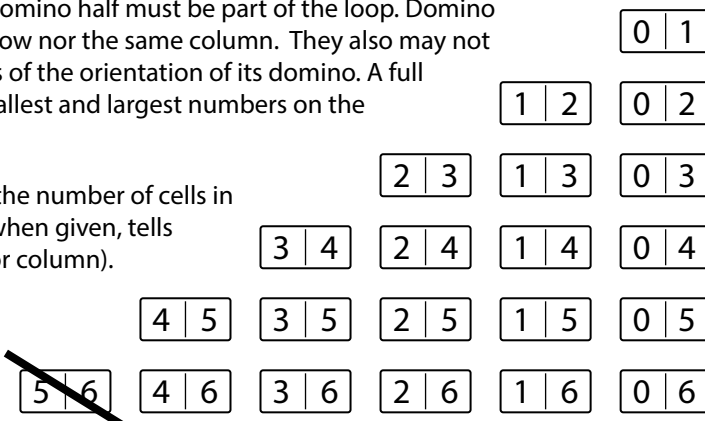 domino half must be part of the loop. Domino
ow nor the same column. They also may not
s of the orientation of its domino. A full
allest and largest numbers on the
the number of cells in
when given, tells
or column).
0 | 1
1 | 2 0 | 2
2 | 3 1 | 3 0 | 3
3 | 4 2 | 4 1 | 4 0 | 4
4 | 5 3 | 5 2 | 5 1 | 5 0 | 5
5 | 6 4 | 6 3 | 6 2 | 6 1 | 6 0 | 6